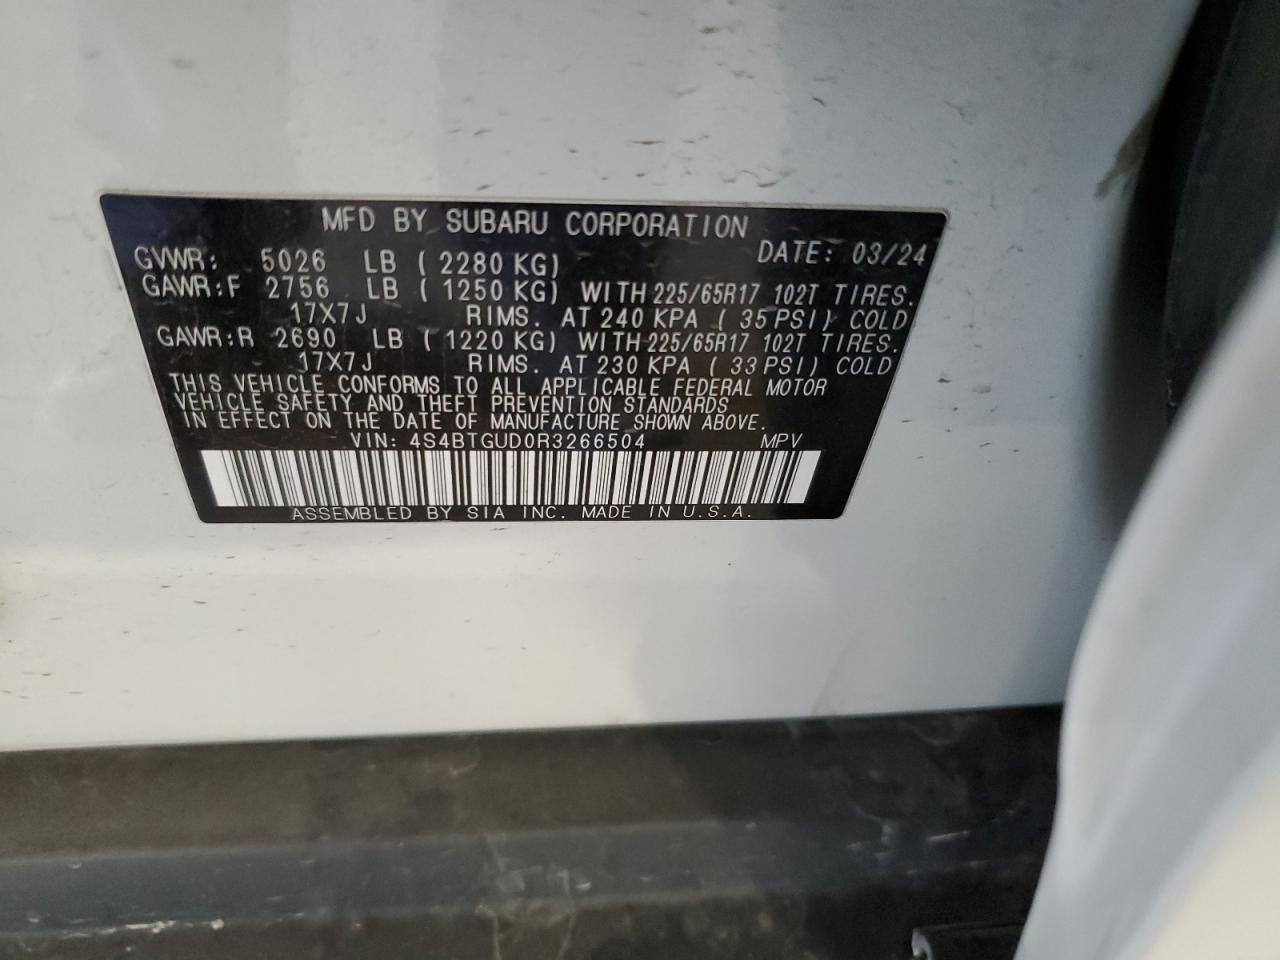 MFD BY SUBARU CORPORATION
GVWR: 5026 LB ( 2280 KG) DATE: 03/24
GAWR:F 2756 LB ( 1250 KG) WITH 225/65R17 102T TIRES.
17X7J RIMS. AT 240 KPA ( 35 PSI) COLD
GAWR:R 2690 LB ( 1220 KG) WITH 225/65R17 102T TIRES.
17X7J RIMS. AT 230 KPA ( 33 PSI) COLD
THIS VEHICLE CONFORMS TO ALL APPLICABLE FEDERAL MOTOR
VEHICLE SAFETY AND THEFT PREVENTION STANDARDS
IN EFFECT ON THE DATE OF MANUFACTURE SHOWN ABOVE.
VIN: 4S4BTGUD0R3266504 MPV
ASSEMBLED BY SIA INC. MADE IN U.S.A.